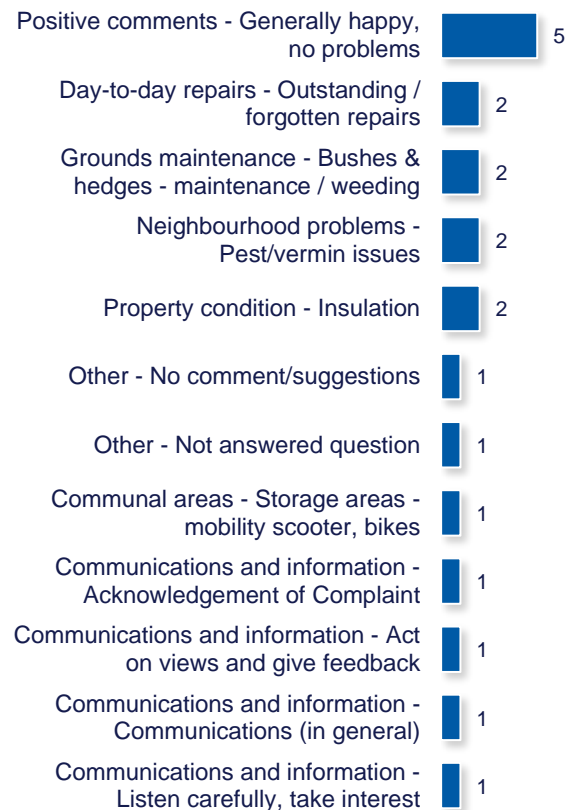 Positive comments - Generally happy,
no problems
5
Day-to-day repairs - Outstanding /
forgotten repairs
2
Grounds maintenance - Bushes &
hedges - maintenance / weeding
2
Neighbourhood problems -
Pest/vermin issues
2
Property condition - Insulation
2
Other - No comment/suggestions
1
Other - Not answered question
1
Communal areas - Storage areas -
mobility scooter, bikes
1
Communications and information -
Acknowledgement of Complaint
1
Communications and information - Act
on views and give feedback
1
Communications and information -
Communications (in general)
1
Communications and information -
Listen carefully, take interest
1